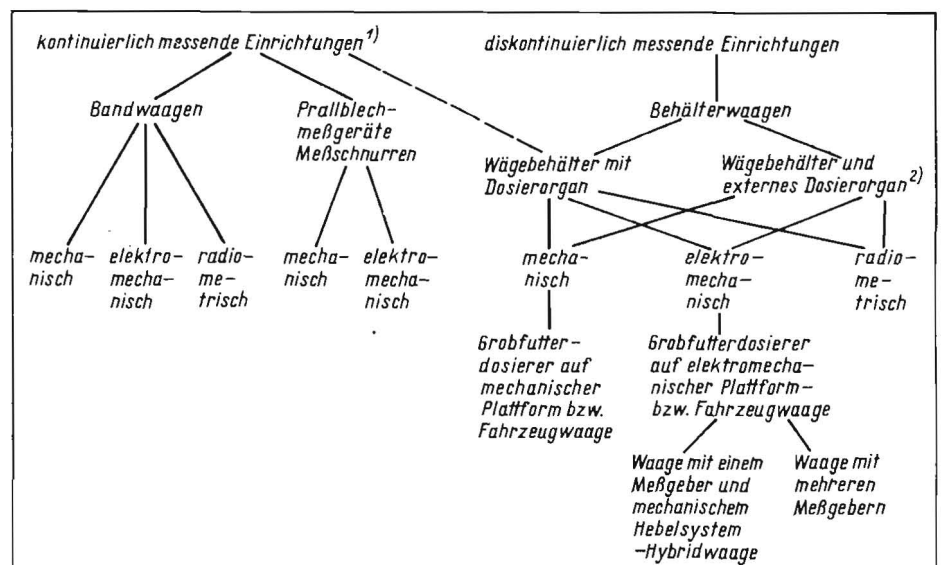 kontinuierlich messende Einrichtungen 1)
diskontinuierlich messende Einrichtungen
Bandwaagen
Prallblech-
meßgeräte
Meßschnurren
Behälterwaagen
Wägebehälter mit
Dosierorgan
Wägebehälter und
externes Dosierorgan 2)
mecha-
nisch
elektro-
mecha-
nisch
radio-
me-
trisch
mecha-
nisch
elektro-
mecha-
nisch
mecha-
nisch
elektro-
mecha-
nisch
radio-
me-
trisch
Grobfutter-
dosierer auf
mechanischer
Plattform bzw.
Fahrzeugwaage
Grobfutterdosierer
auf elektromecha-
nischer Plattform-
bzw. Fahrzeugwaage
Waage mit einem
Meßgeber und
mechanischem
Hebelsystem
-Hybridwaage
Waage mit
mehreren
Meßgebern